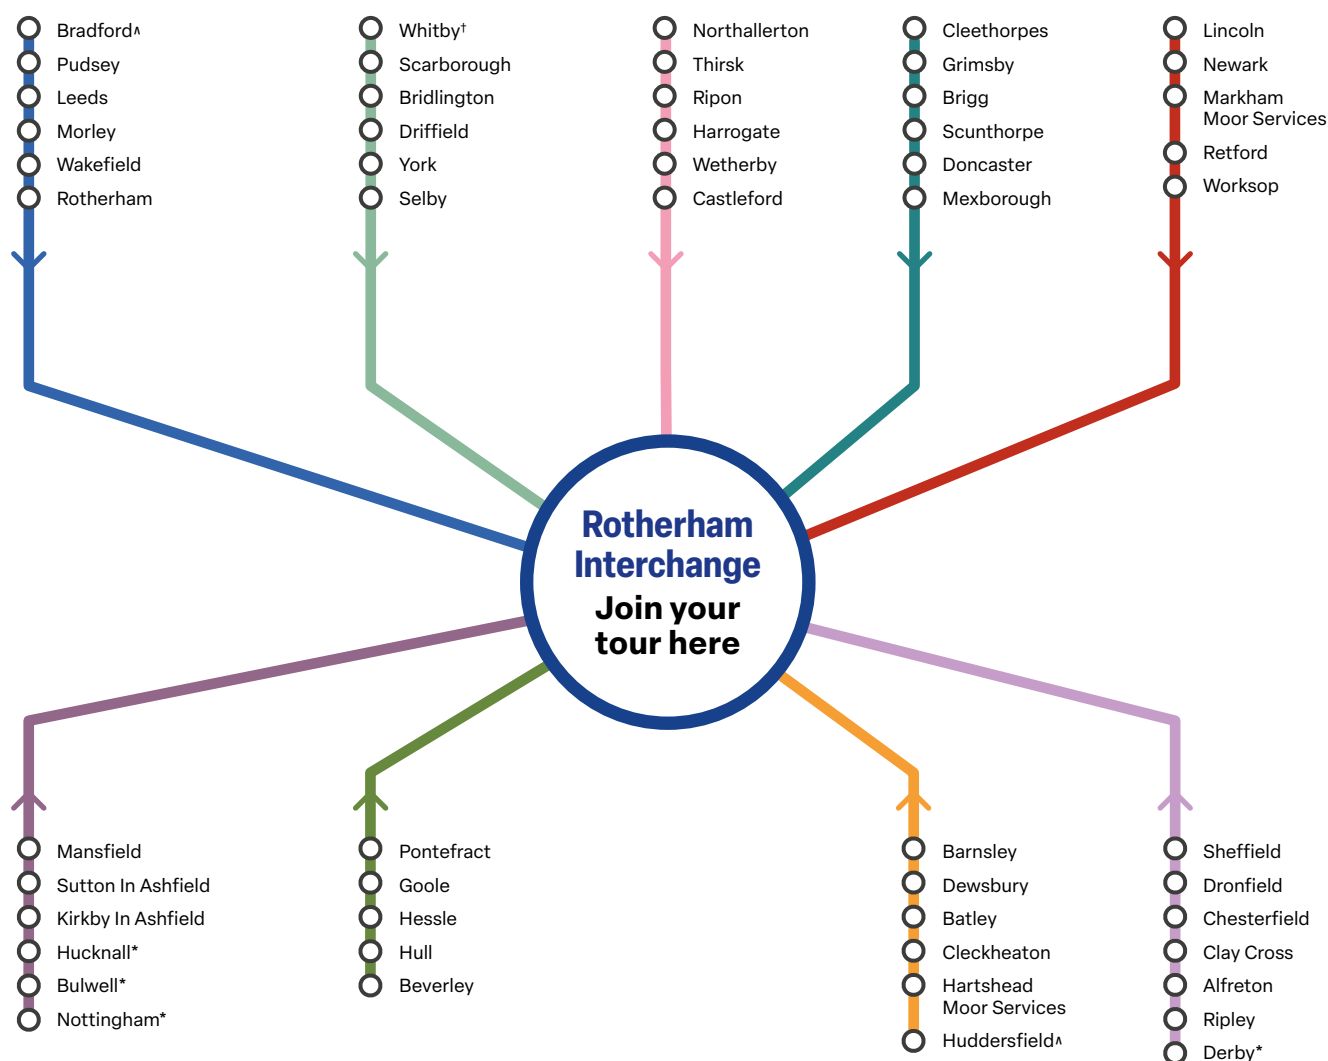 Bradford^
Pudsey
Leeds
Morley
Wakefield
Rotherham
Whitby†
Scarborough
Bridlington
Driffield
York
Selby
Northallerton
Thirsk
Ripon
Harrogate
Wetherby
Castleford
Cleethorpes
Grimsby
Brigg
Scunthorpe
Doncaster
Mexborough
Lincoln
Newark
Markham
Moor Services
Retford
Worksop
Rotherham
Interchange
Join your
tour here
Mansfield
Sutton In Ashfield
Kirkby In Ashfield
Hucknall*
Bulwell*
Nottingham*
Pontefract
Goole
Hessle
Hull
Beverley
Barnsley
Dewsbury
Batley
Cleckheaton
Hartshead
Moor Services
Huddersfield^
Sheffield
Dronfield
Chesterfield
Clay Cross
Alfreton
Ripley
Derby*